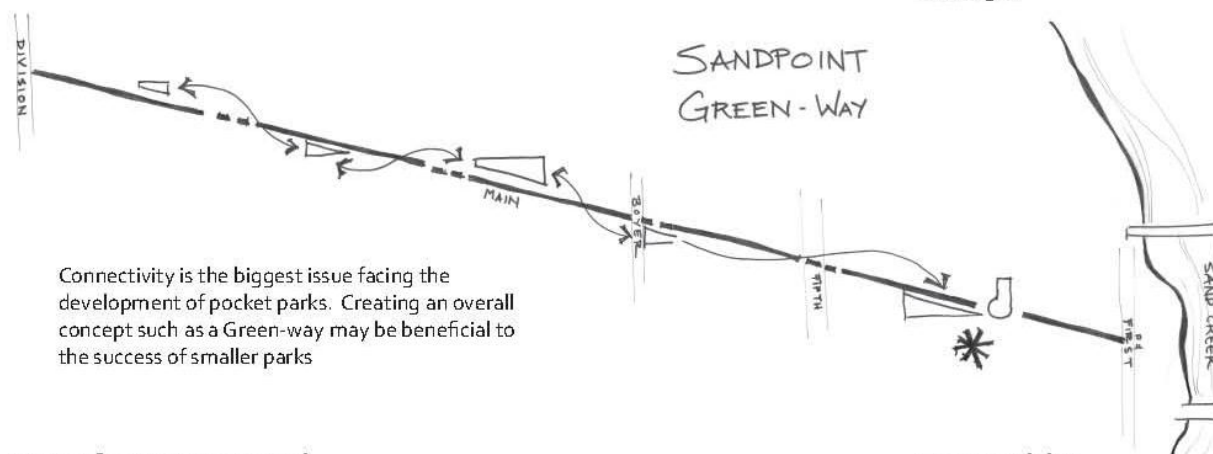 SANDPOINT
GREEN-WAY
DIVISION
MAIN
BOYER
FIFTH
FIRST
SAND CREEK
Connectivity is the biggest issue facing the
development of pocket parks. Creating an overall
concept such as a Green-way may be beneficial to
the success of smaller parks